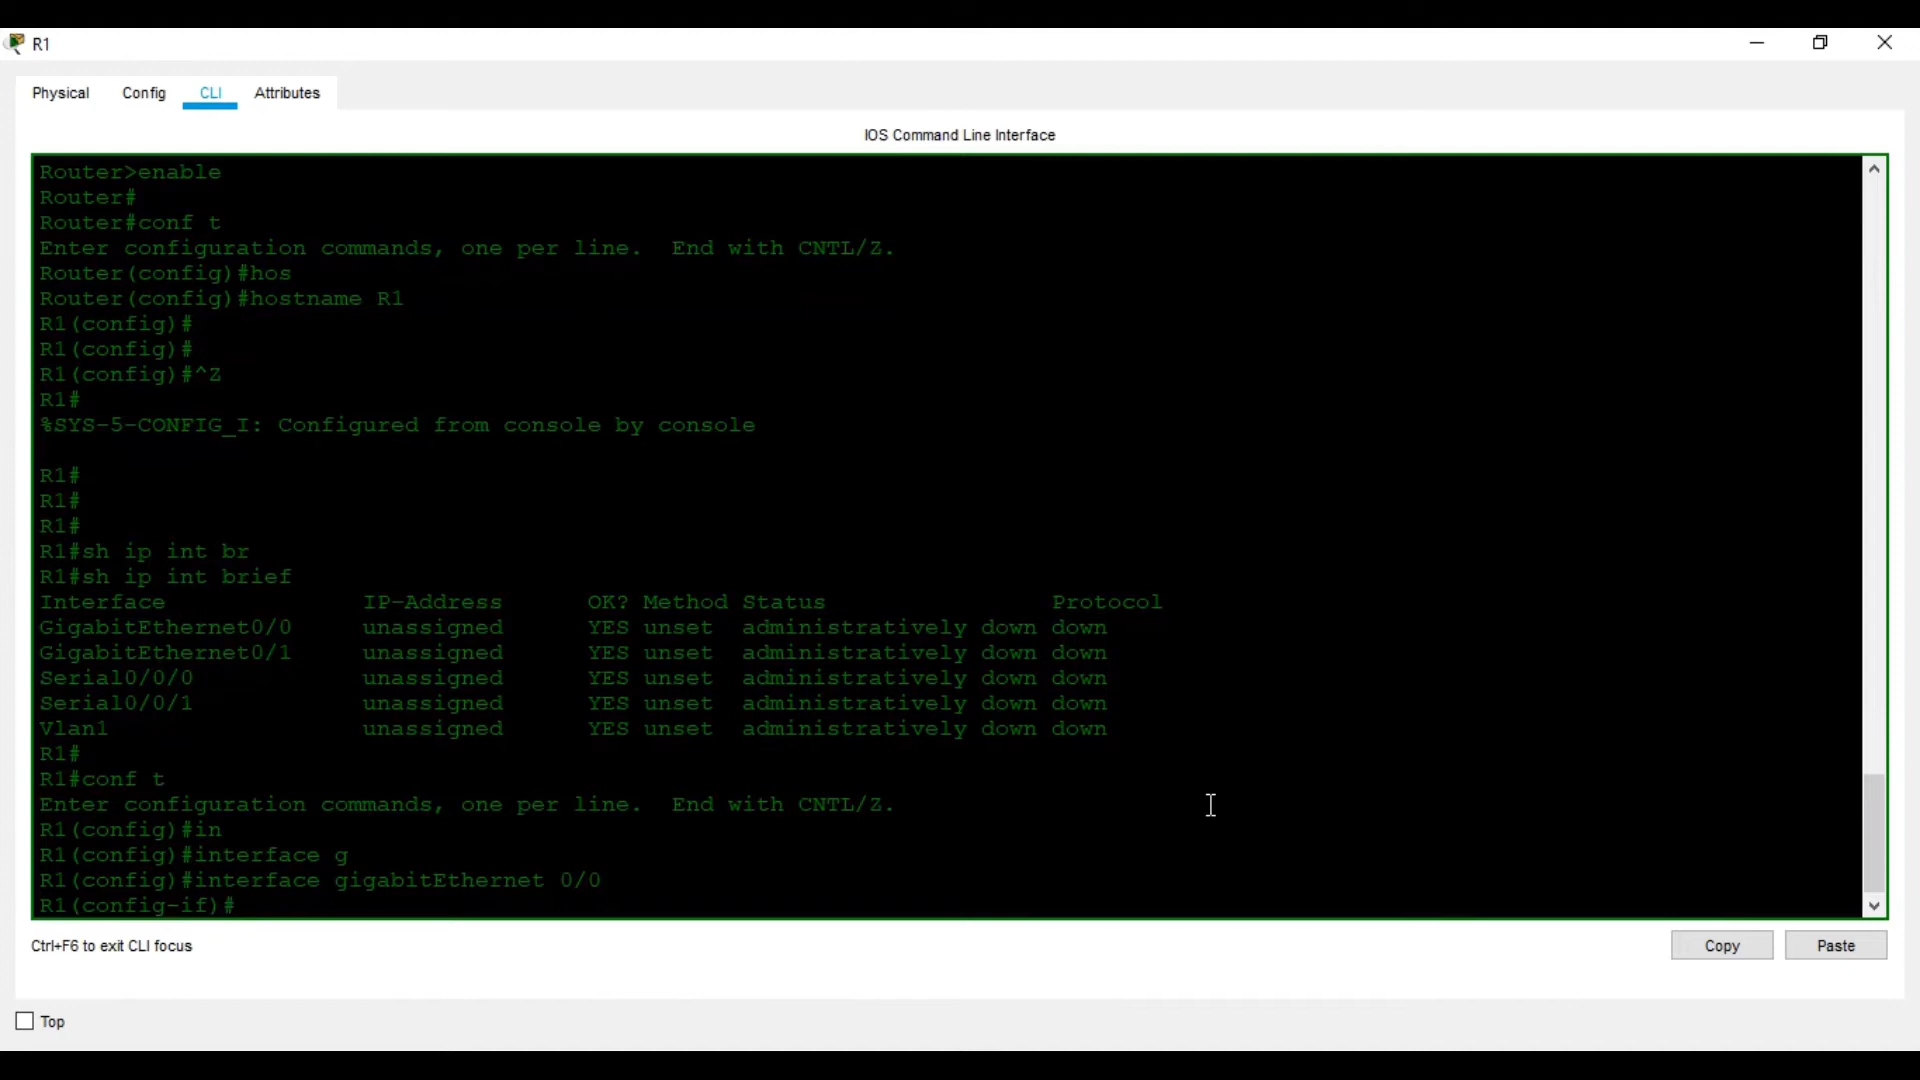 R1
Physical Config CLI Attributes
IOS Command Line Interface
Router>enable
Router#
Router#conf t
Enter configuration commands, one per line.  End with CNTL/Z.
Router(config)#hos
Router(config)#hostname R1
R1(config)#
R1(config)#
R1(config)#^Z
R1#
%SYS-5-CONFIG_I: Configured from console by console
R1#
R1#
R1#
R1#sh ip int br
R1#sh ip int brief
Interface IP-Address OK? Method Status Protocol
GigabitEthernet0/0 unassigned YES unset administratively down down
GigabitEthernet0/1 unassigned YES unset administratively down down
Serial0/0/0 unassigned YES unset administratively down down
Serial0/0/1 unassigned YES unset administratively down down
Vlan1 unassigned YES unset administratively down down
R1#
R1#conf t
Enter configuration commands, one per line.  End with CNTL/Z.
R1(config)#in
R1(config)#interface g
R1(config)#interface gigabitEthernet 0/0
R1(config-if)#
Ctrl+F6 to exit CLI focus
Copy Paste
Top